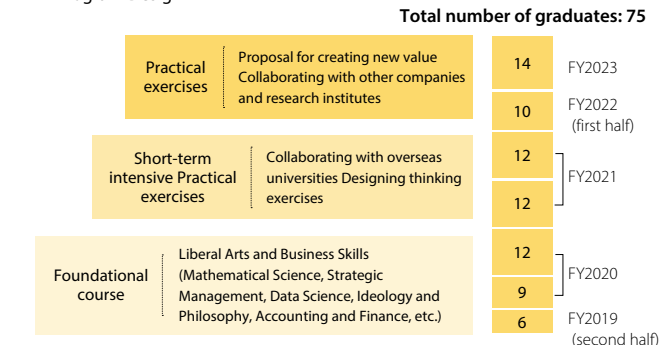 Total number of graduates: 75
Practical
exercises
Proposal for creating new value
Collaborating with other companies
and research institutes
14
FY2023
10
FY2022
(first half)
Short-term
intensive Practical
exercises
Collaborating with overseas
universities Designing thinking
exercises
12
12
FY2021
Foundational
course
Liberal Arts and Business Skills
(Mathematical Science, Strategic
Management, Data Science, Ideology and
Philosophy, Accounting and Finance, etc.)
12
9
FY2020
6
FY2019
(second half)